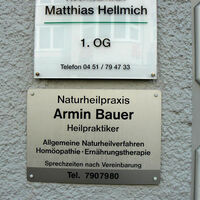 Matthias Hellmich
1. OG
Telefon 04 51 / 79 47 33
Naturheilpraxis
Armin Bauer
Heilpraktiker
Allgemeine Naturheilverfahren
Homöopathie · Ernährungstherapie
Sprechzeiten nach Vereinbarung
Tel. 7907980